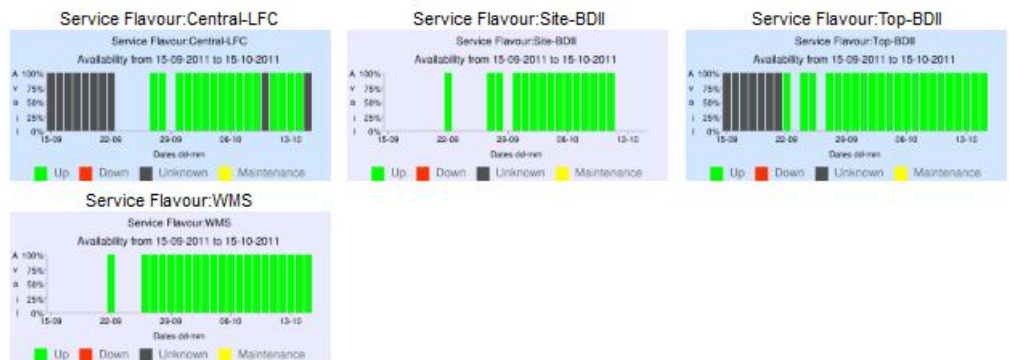 Service Flavour:Central-LFC
Service Flavour:Central-LFC
Availability from 15-09-2011 to 15-10-2011
A 100%
v 75%
a 50%
i 25%
l 0%
15-09 22-09 29-09 06-10 13-10
Dates dd-mm
Up Down Unknown Maintenance
Service Flavour:Site-BDII
Service Flavour:Site-BDII
Availability from 15-09-2011 to 15-10-2011
A 100%
v 75%
a 50%
i 25%
l 0%
15-09 22-09 29-09 06-10 13-10
Dates dd-mm
Up Down Unknown Maintenance
Service Flavour:Top-BDII
Service Flavour:Top-BDII
Availability from 15-09-2011 to 15-10-2011
A 100%
v 75%
a 50%
i 25%
l 0%
15-09 22-09 29-09 06-10 13-10
Dates dd-mm
Up Down Unknown Maintenance
Service Flavour:WMS
Service Flavour:WMS
Availability from 15-09-2011 to 15-10-2011
A 100%
v 75%
a 50%
i 25%
l 0%
15-09 22-09 29-09 06-10 13-10
Dates dd-mm
Up Down Unknown Maintenance